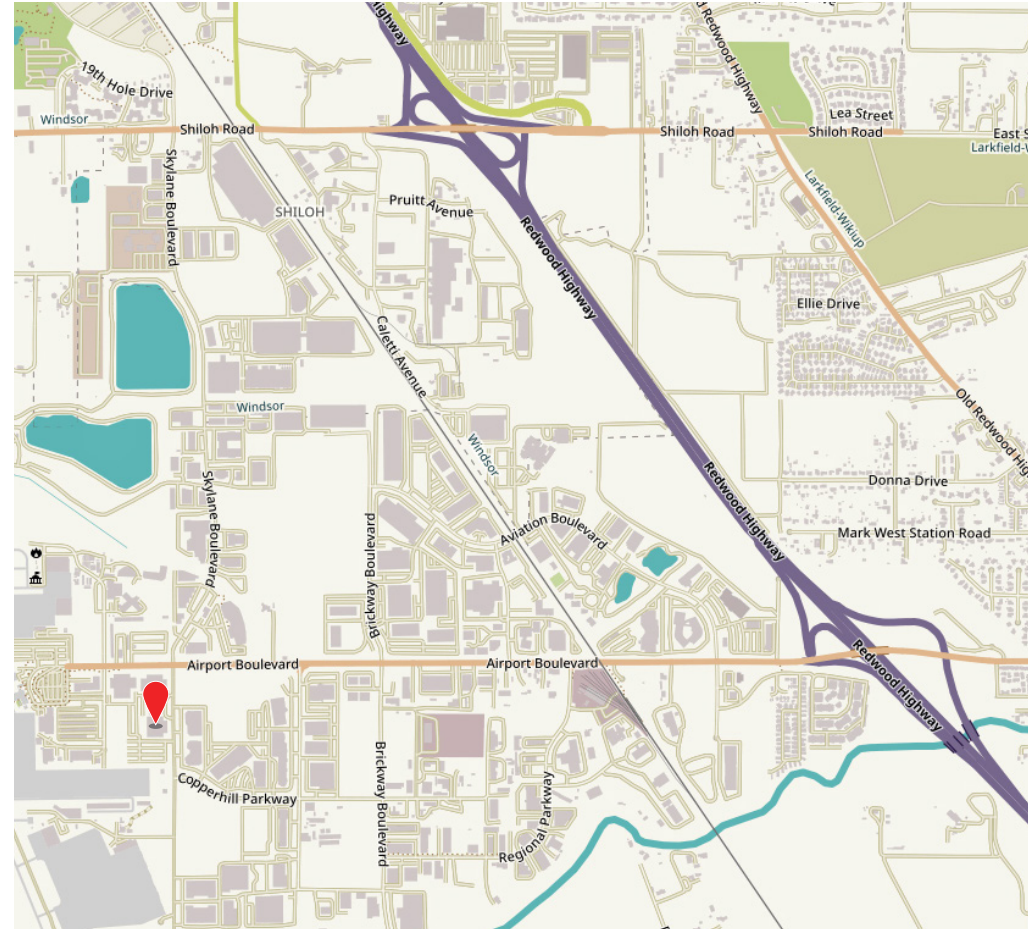 Highway
Old Redwood Highway
19th Hole Drive
Lea Street
Windsor
Shiloh Road
Shiloh Road
Shiloh Road
East S
Larkfield-W
Skylane Boulevard
Larkfield-Wikiup
Pruitt Avenue
SHILOH
Redwood Highway
Ellie Drive
Caletti Avenue
Windsor
Old Redwood High
Windsor
Redwood Highway
Donna Drive
Skylane Boulevard
Aviation Boulevard
Mark West Station Road
Brickway Boulevard
Airport Boulevard
Airport Boulevard
Redwood Highway
Brickway Boulevard
Copperhill Parkway
Regional Parkway